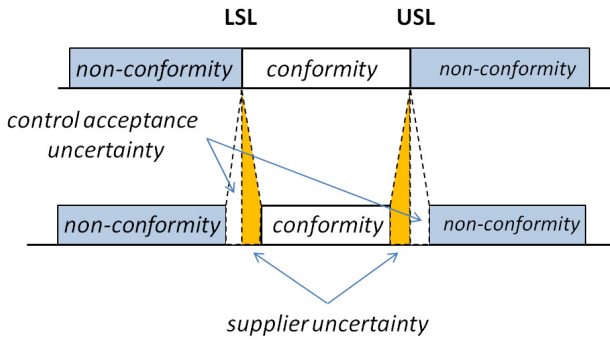 LSL USL
non-conformity conformity non-conformity
control acceptance
uncertainty
non-conformity conformity non-conformity
supplier uncertainty